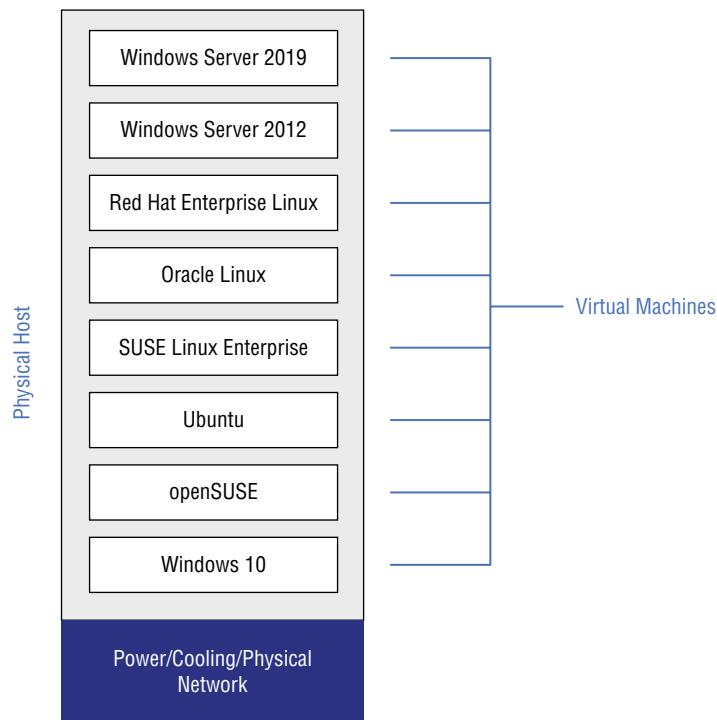 Physical Host
Windows Server 2019
Windows Server 2012
Red Hat Enterprise Linux
Oracle Linux
SUSE Linux Enterprise
Ubuntu
openSUSE
Windows 10
Virtual Machines
Power/Cooling/Physical
Network